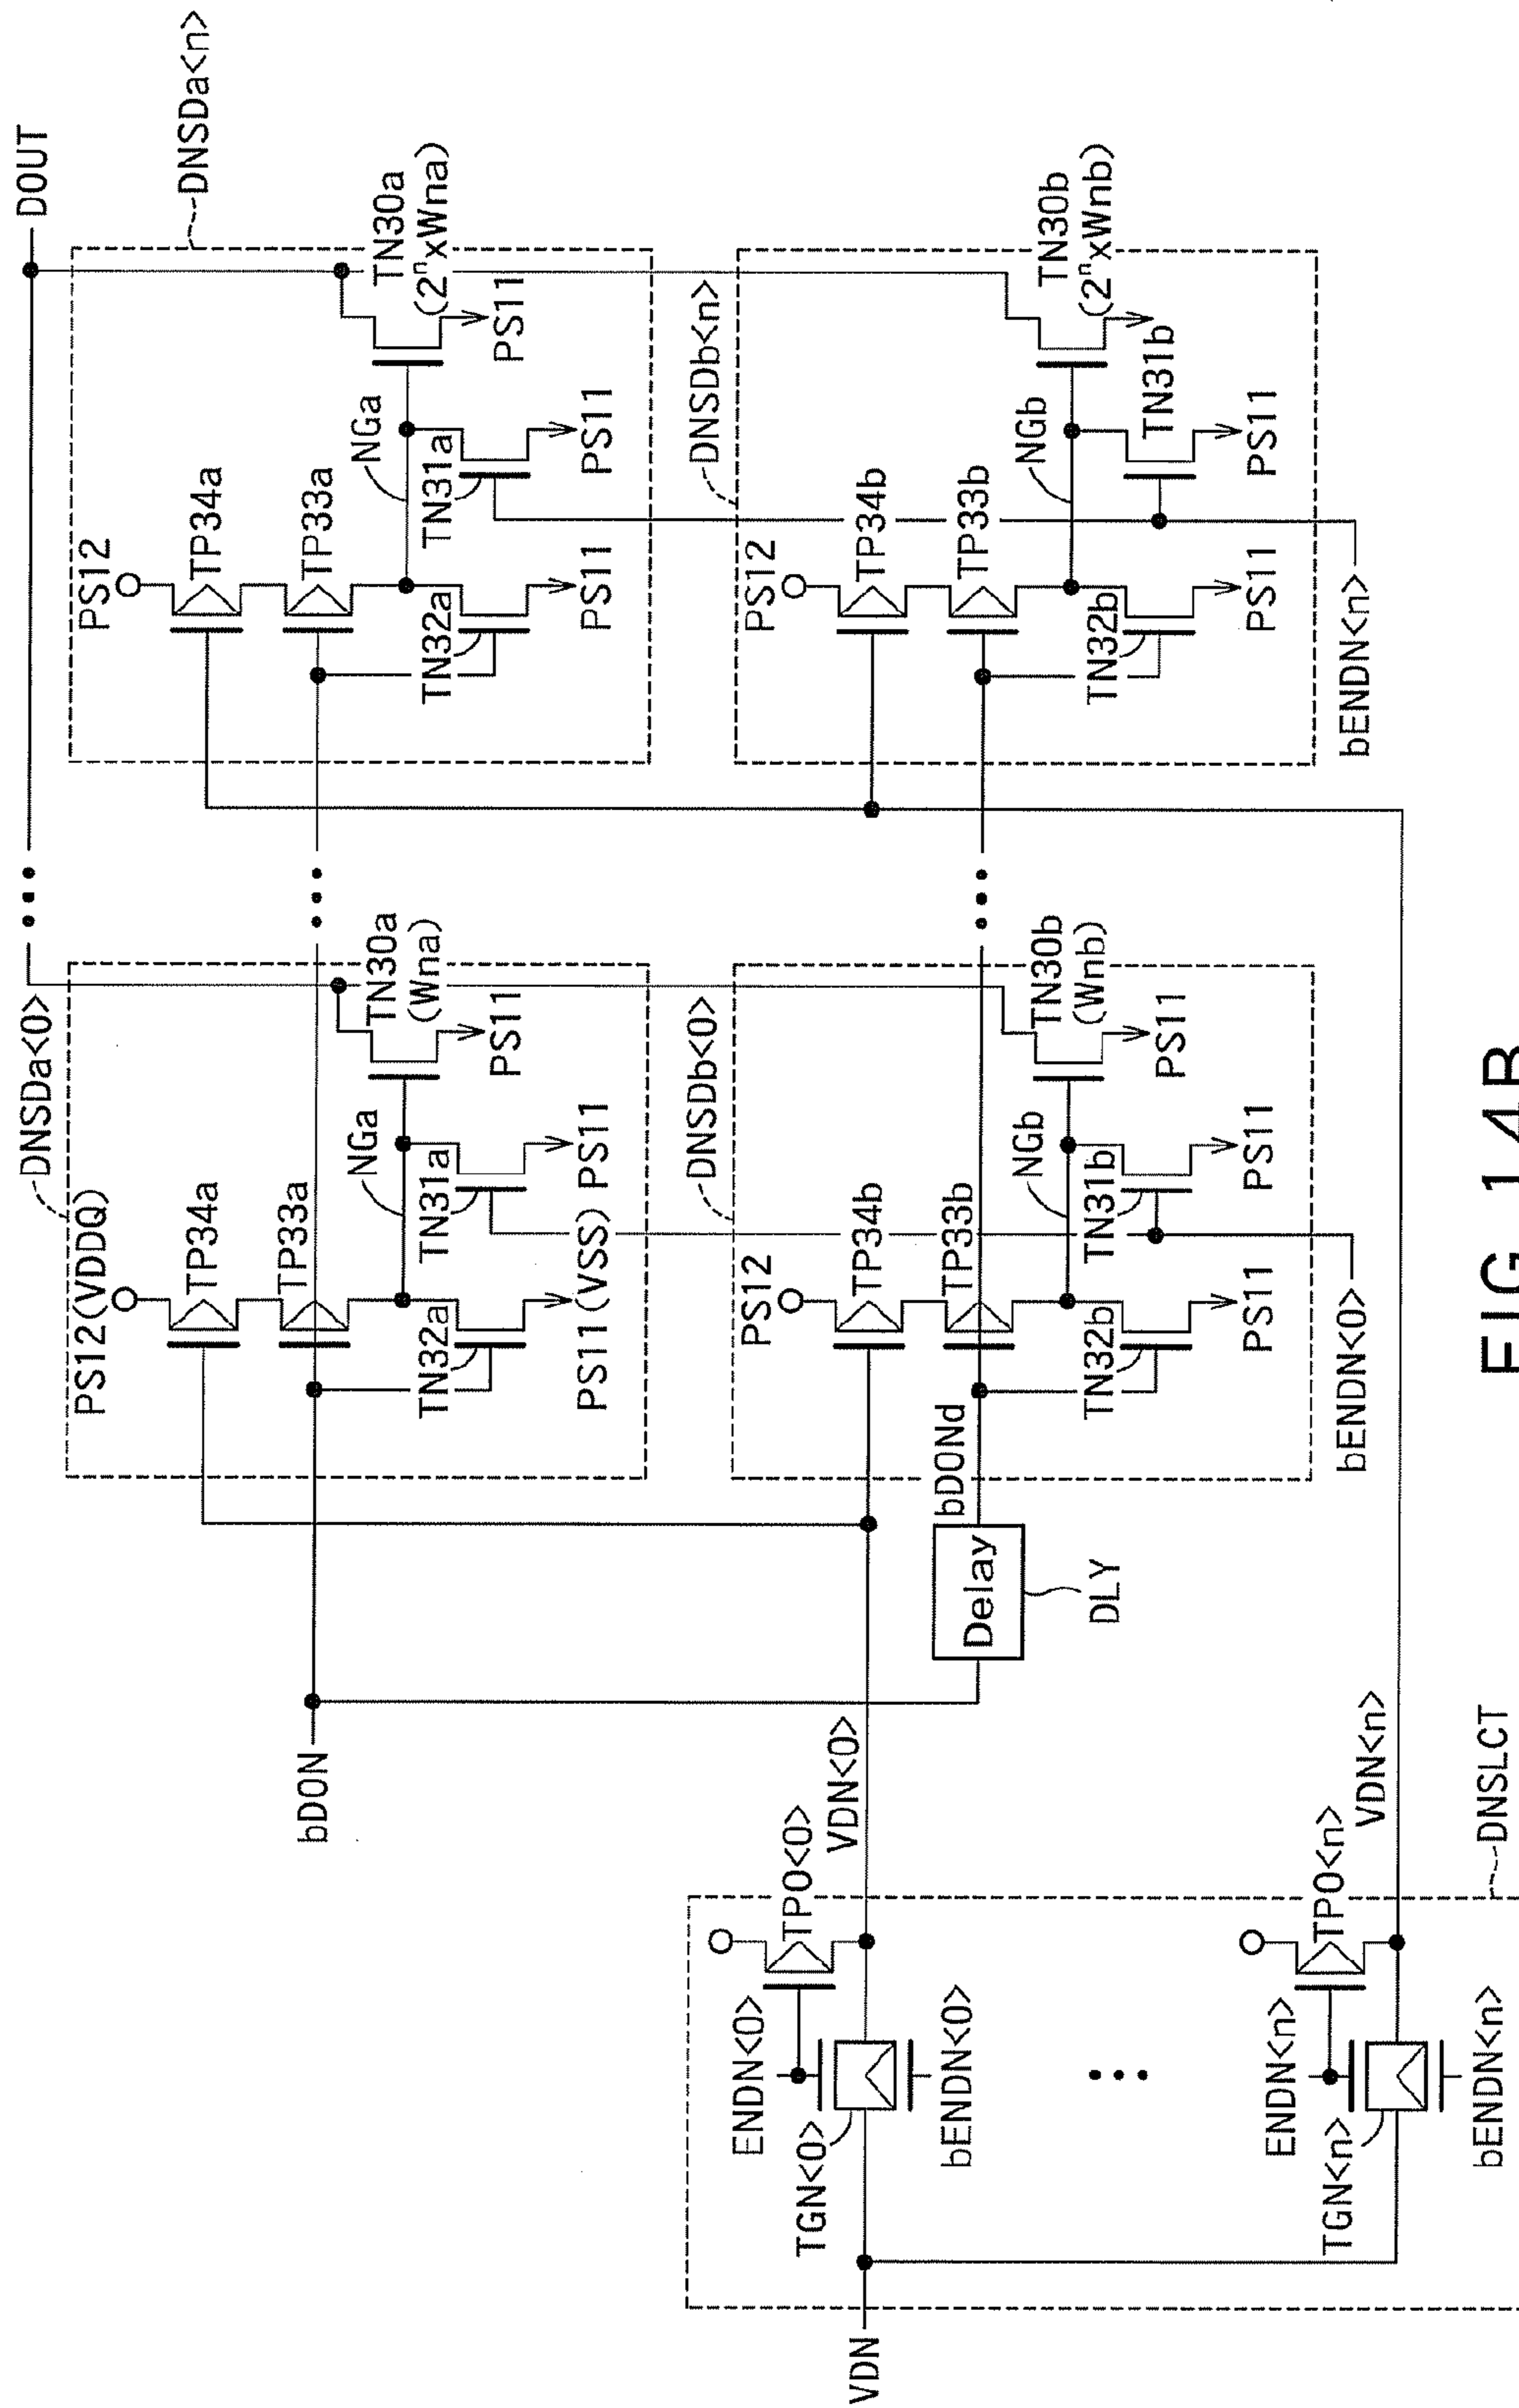 DOUT
DNSDa<0>
DNSDa<n>
PS12(VDDQ)
TP34a
TP33a
NGa
TN32a
TN31a
TN30a
(Wna)
PS11
PS11(VSS)
PS11
PS12
TP34a
TP33a
NGa
TN32a
TN31a
TN30a
(2ⁿxWna)
PS11
PS11
PS11
bDON
DNSDb<0>
DNSDb<n>
PS12
TP34b
TP33b
NGb
TN32b
TN31b
TN30b
(Wnb)
PS11
PS11
PS11
bDONd
Delay
DLY
PS12
TP34b
TP33b
NGb
TN32b
TN31b
TN30b
(2ⁿxWnb)
PS11
PS11
bENDN<0>
bENDN<n>
VDN
ENDN<0>
TPO<0>
VDN<0>
TGN<0>
bENDN<0>
ENDN<n>
TPO<n>
VDN<n>
TGN<n>
bENDN<n>
DNSLCT
FIG. 14B